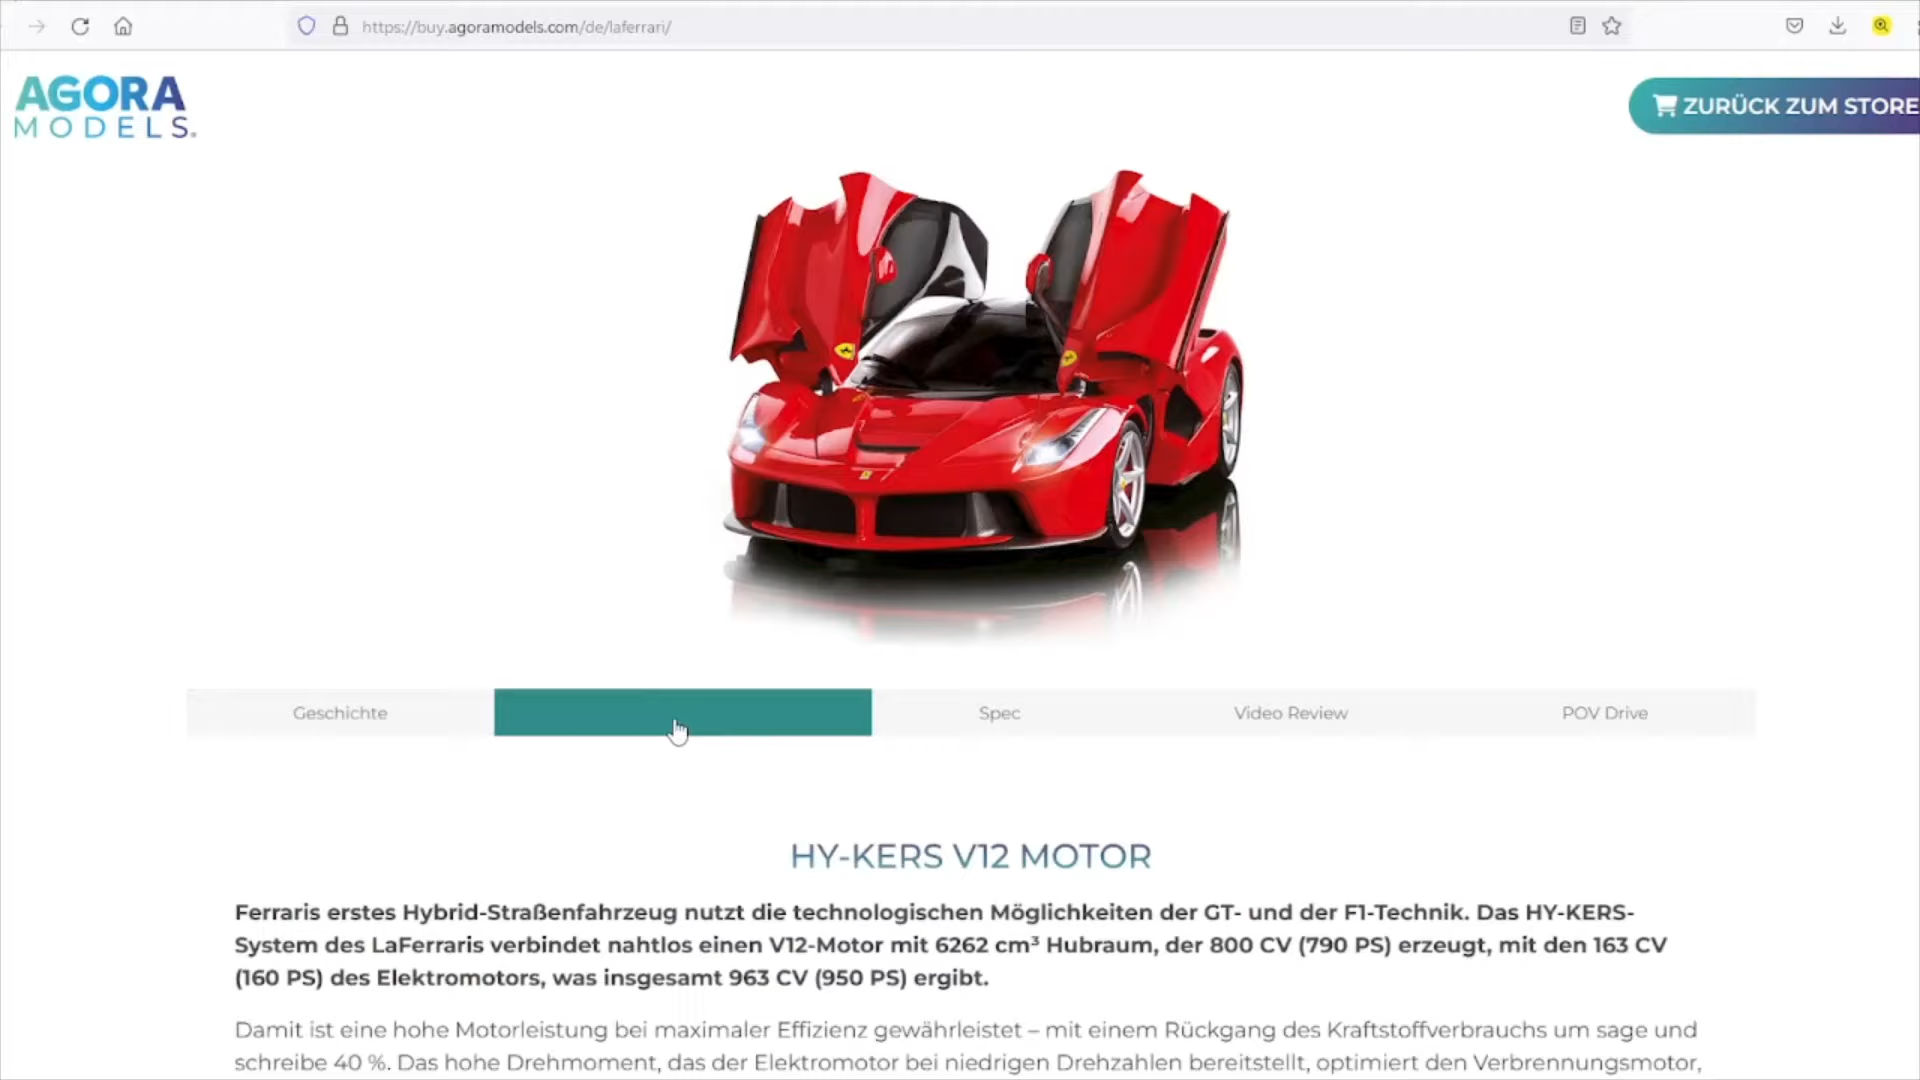 https://buy.agoramodels.com/de/laferrari/
AGORA
MODELS.
ZURÜCK ZUM STORE
Geschichte
Spec
Video Review
POV Drive
HY-KERS V12 MOTOR
Ferraris erstes Hybrid-Straßenfahrzeug nutzt die technologischen Möglichkeiten der GT- und der F1-Technik. Das HY-KERS-
System des LaFerraris verbindet nahtlos einen V12-Motor mit 6262 cm³ Hubraum, der 800 CV (790 PS) erzeugt, mit den 163 CV
(160 PS) des Elektromotors, was insgesamt 963 CV (950 PS) ergibt.
Damit ist eine hohe Motorleistung bei maximaler Effizienz gewährleistet – mit einem Rückgang des Kraftstoffverbrauchs um sage und
schreibe 40 %. Das hohe Drehmoment, das der Elektromotor bei niedrigen Drehzahlen bereitstellt, optimiert den Verbrennungsmotor,